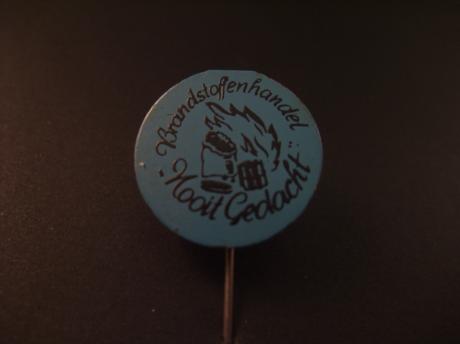 Brandstoffenhandel
"Nooit Gedacht"